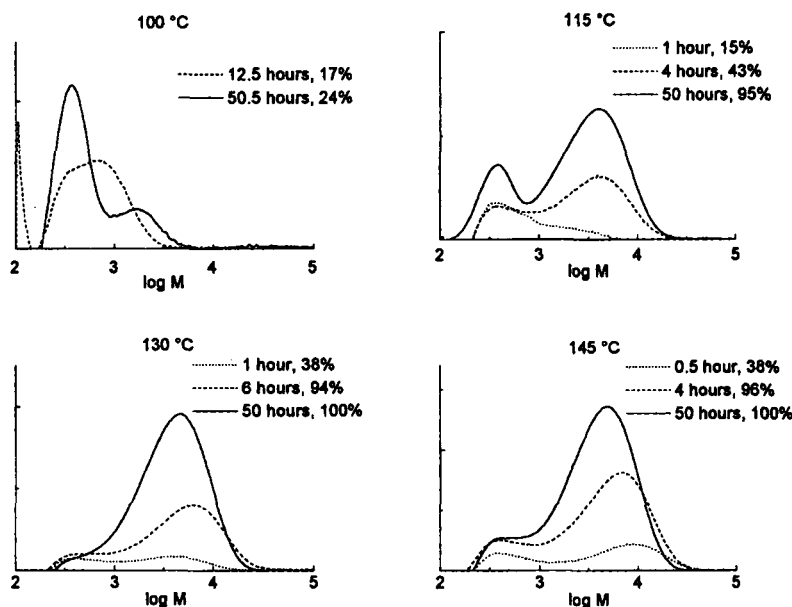 100 °C
12.5 hours, 17%
50.5 hours, 24%
2 3 4 5
log M
115 °C
1 hour, 15%
4 hours, 43%
50 hours, 95%
2 3 4 5
log M
130 °C
1 hour, 38%
6 hours, 94%
50 hours, 100%
2 3 4 5
log M
145 °C
0.5 hour, 38%
4 hours, 96%
50 hours, 100%
2 3 4 5
log M